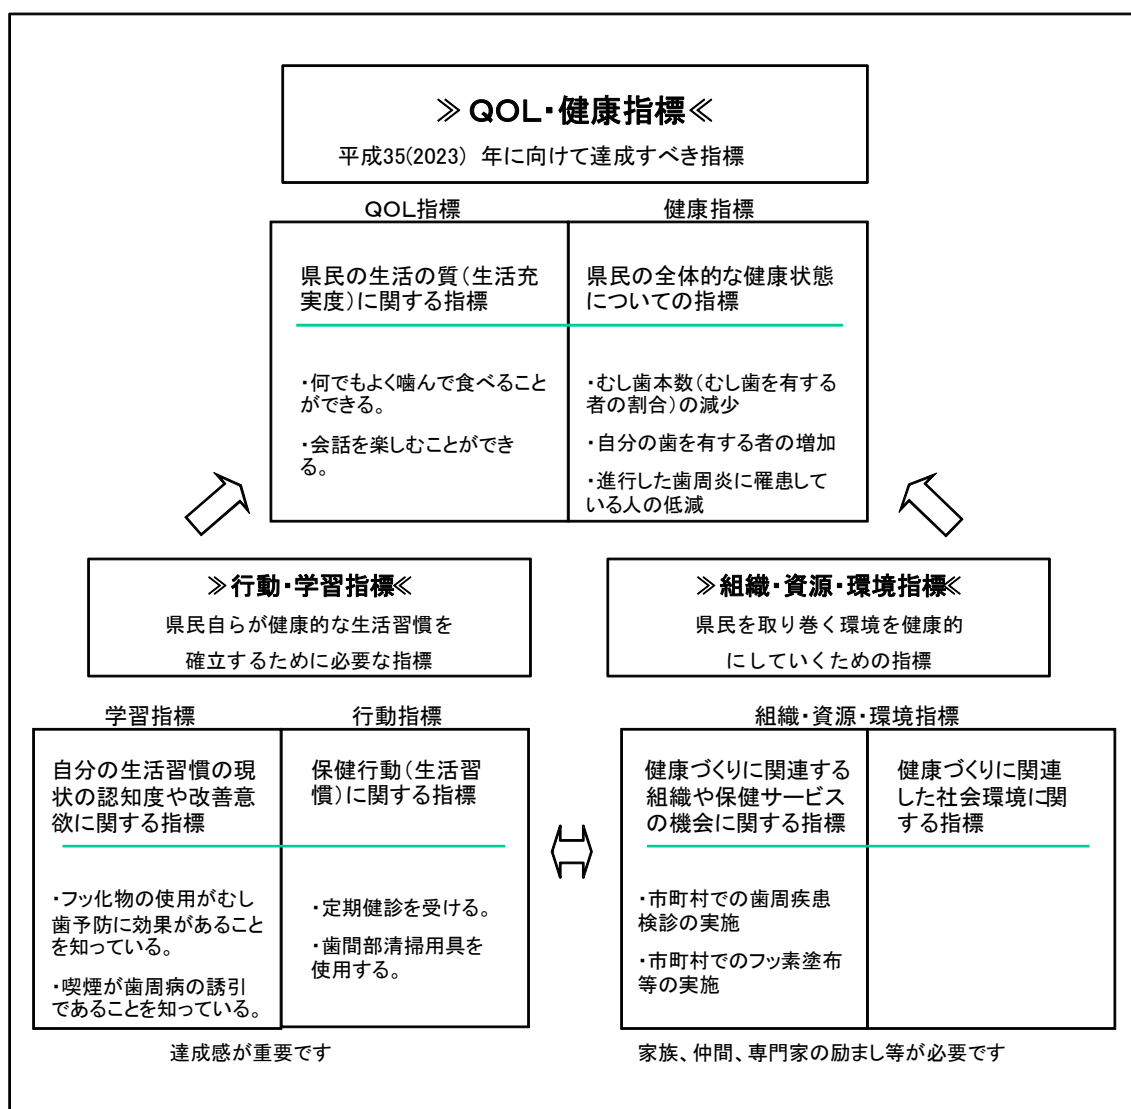 ≫ QOL・健康指標≪
平成35(2023) 年に向けて達成すべき指標
QOL指標
健康指標
県民の生活の質(生活充
実度)に関する指標
・何でもよく噛んで食べること
ができる。
・会話を楽しむことができ
る。
県民の全体的な健康状態
についての指標
・むし歯本数(むし歯を有する
者の割合)の減少
・自分の歯を有する者の増加
・進行した歯周炎に罹患して
いる人の低減
≫行動・学習指標≪
県民自らが健康的な生活習慣を
確立するために必要な指標
≫組織・資源・環境指標≪
県民を取り巻く環境を健康的
にしていくための指標
学習指標
行動指標
自分の生活習慣の現
状の認知度や改善意
欲に関する指標
・フッ化物の使用がむし
歯予防に効果があること
を知っている。
・喫煙が歯周病の誘引
であることを知っている。
保健行動(生活習
慣)に関する指標
・定期健診を受ける。
・歯間部清掃用具を
使用する。
達成感が重要です
組織・資源・環境指標
健康づくりに関連する
組織や保健サービス
の機会に関する指標
・市町村での歯周疾患
検診の実施
・市町村でのフッ素塗布
等の実施
健康づくりに関連
した社会環境に関
する指標
家族、仲間、専門家の励まし等が必要です